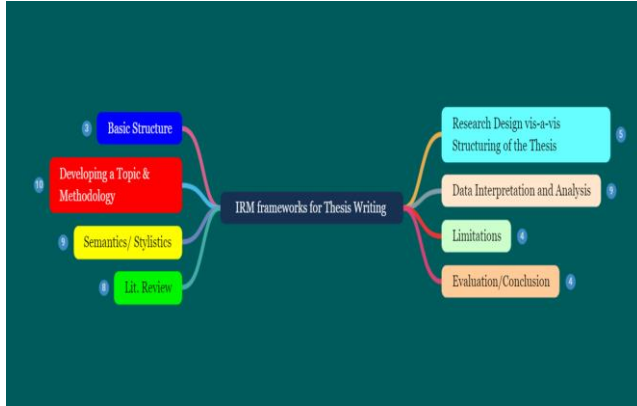 3
Basic Structure
10
Developing a Topic &
Methodology
9
Semantics/ Stylistics
8
Lit. Review
IRM frameworks for Thesis Writing
Research Design vis-a-vis
Structuring of the Thesis
5
Data Interpretation and Analysis
9
Limitations
4
Evaluation/Conclusion
4